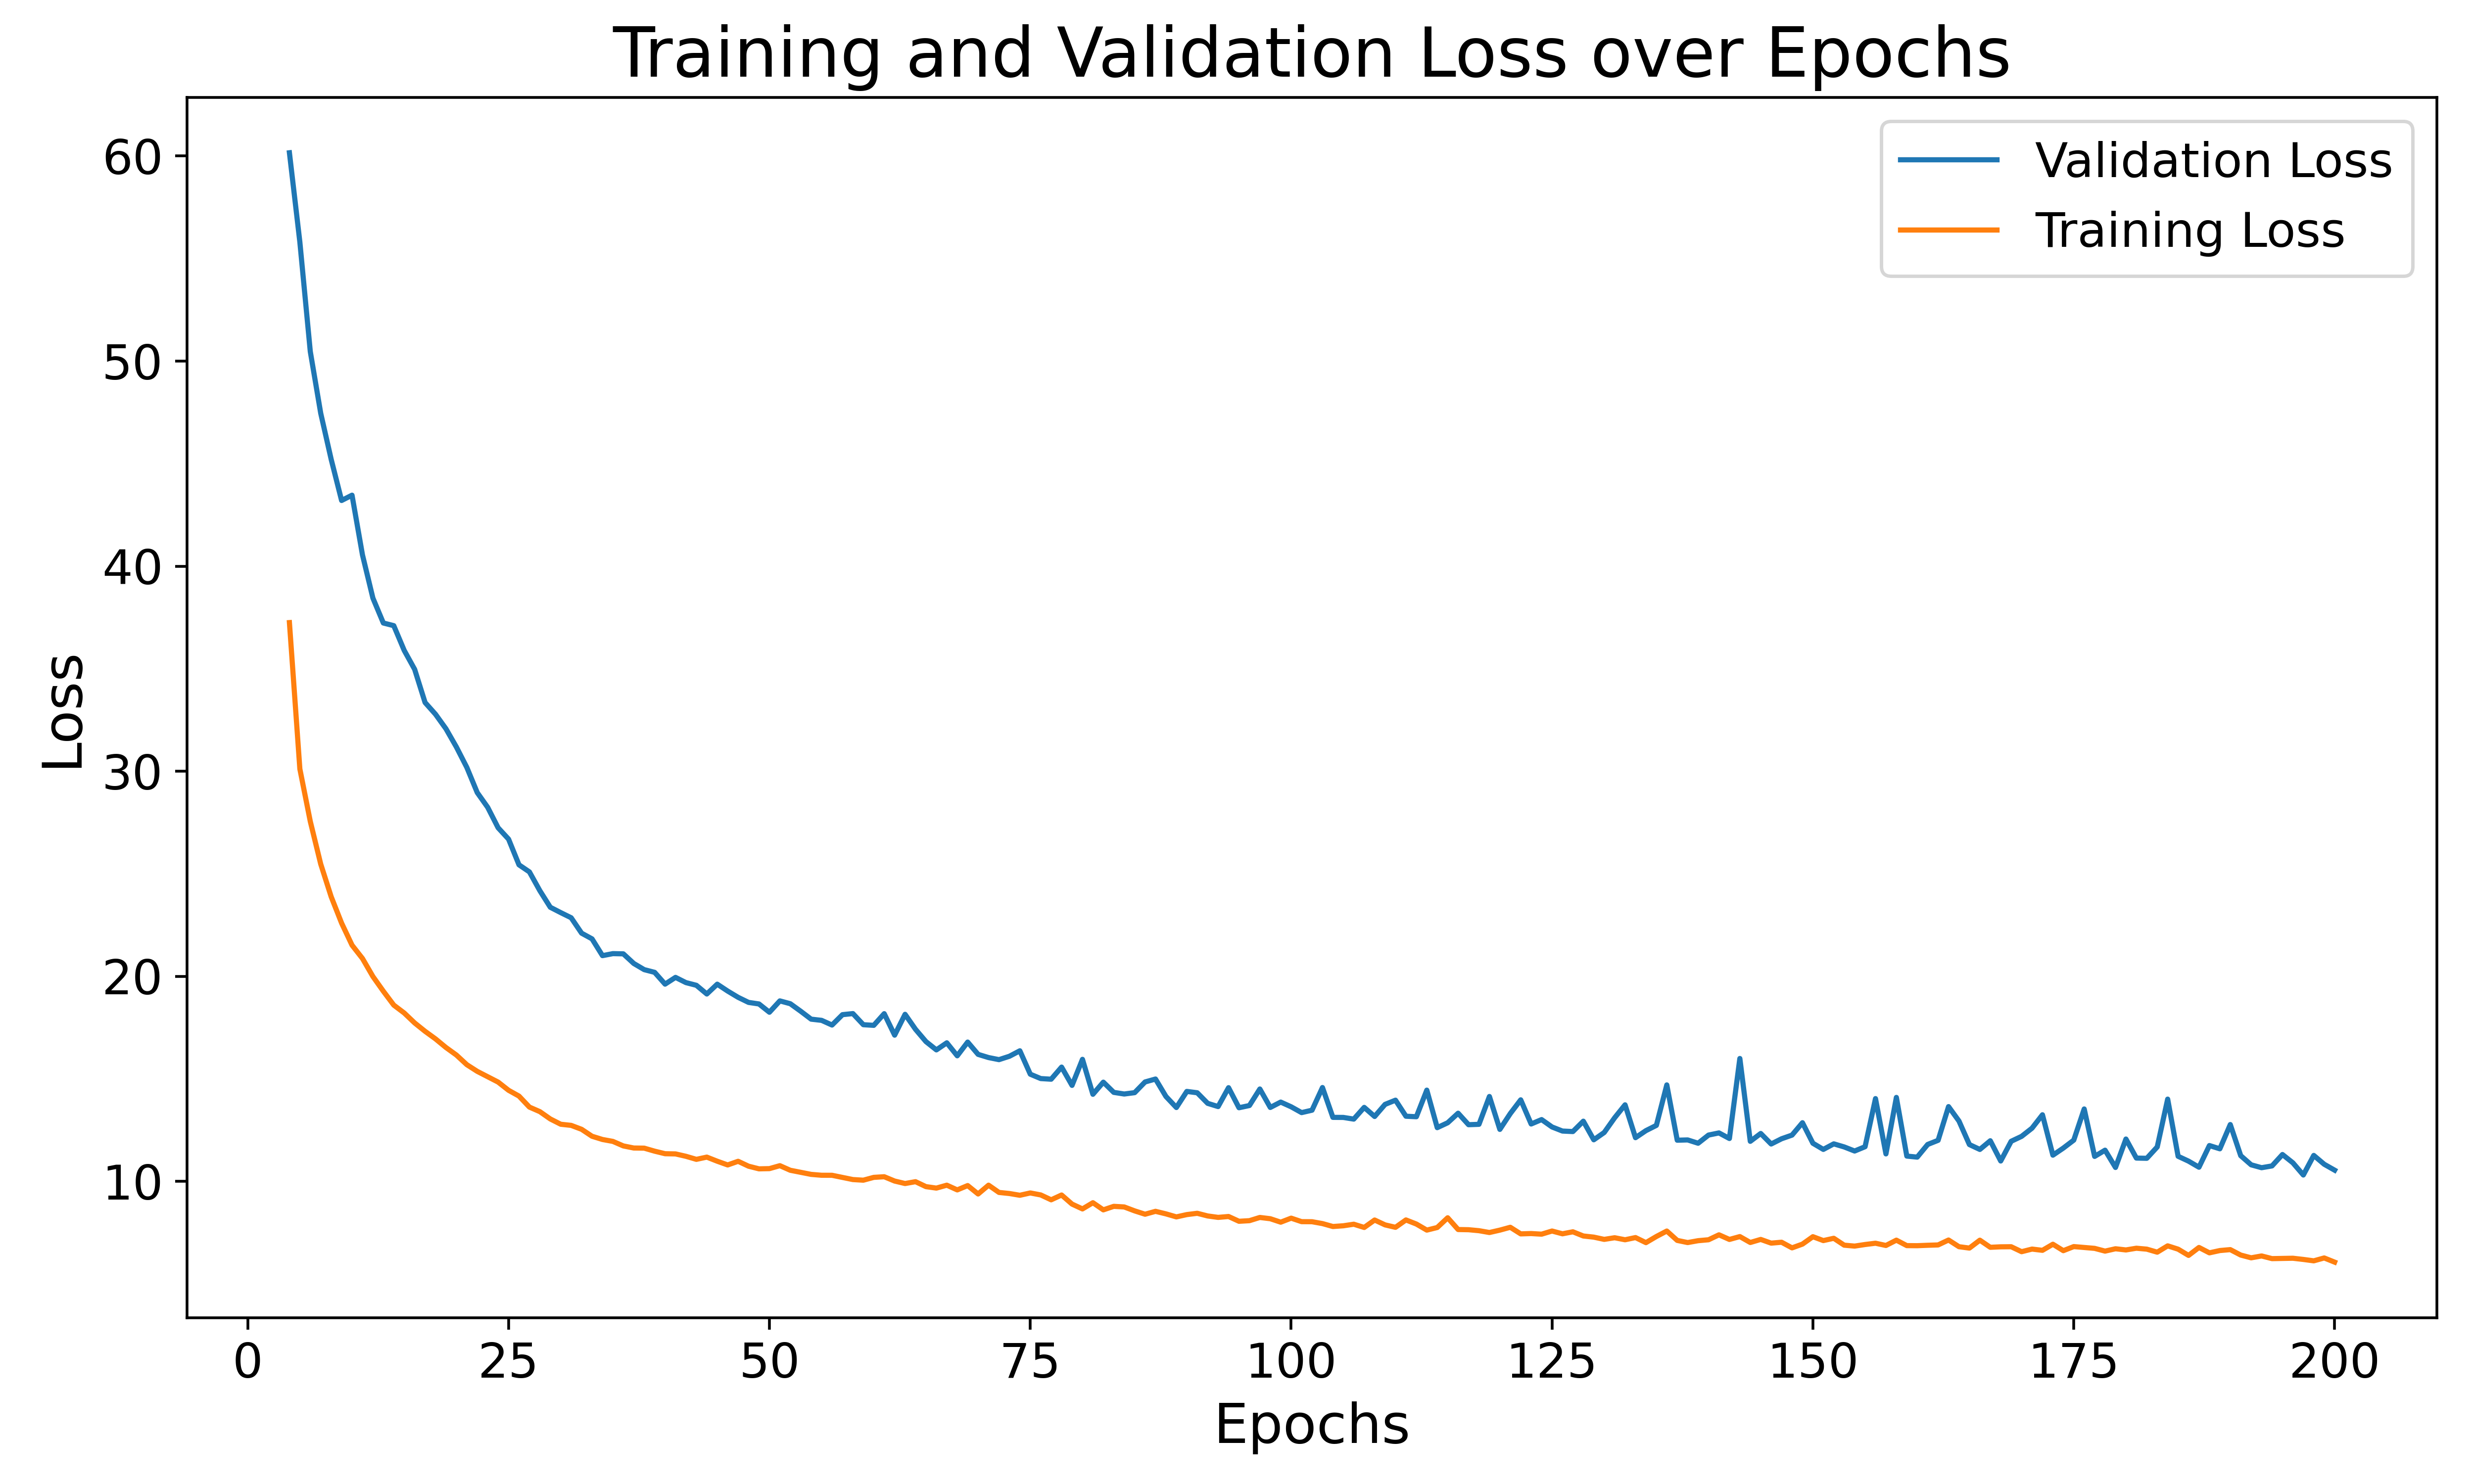 Training and Validation Loss over Epochs
Validation Loss
Training Loss
60
50
40
30
20
10
Loss
0 25 50 75 100 125 150 175 200
Epochs